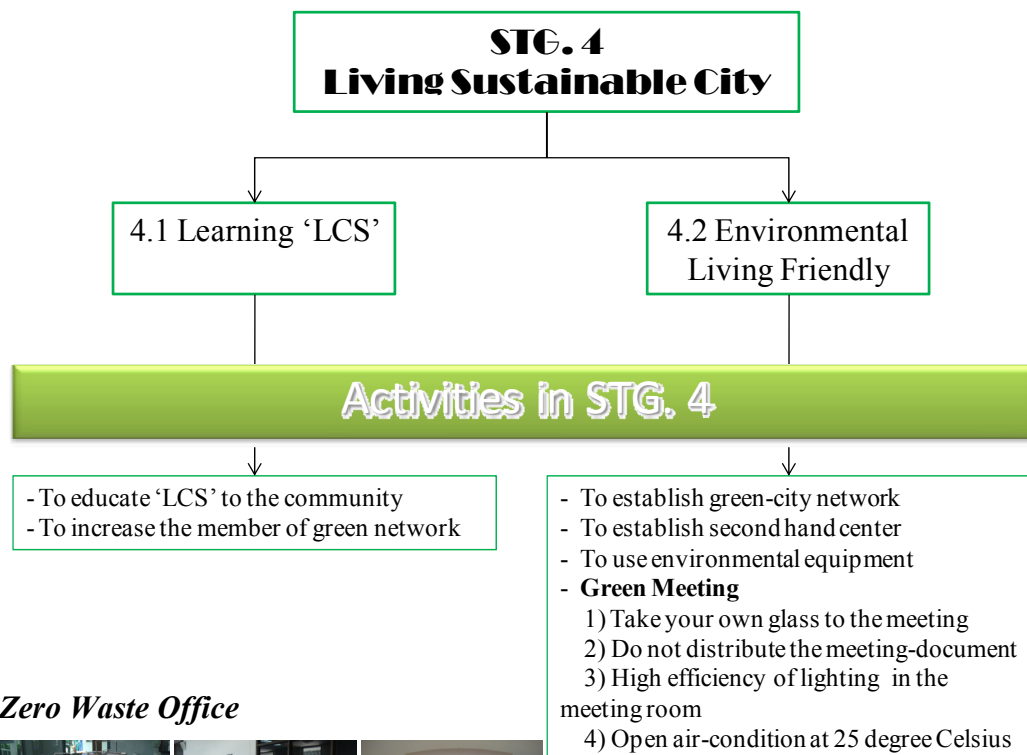 STG. 4
Living Sustainable City
4.1 Learning ‘LCS’
4.2 Environmental
Living Friendly
Activities in STG. 4
- To educate ‘LCS’ to the community
- To increase the member of green network
- To establish green-city network
- To establish second hand center
- To use environmental equipment
- Green Meeting
1) Take your own glass to the meeting
2) Do not distribute the meeting-document
3) High efficiency of lighting in the
meeting room
4) Open air-condition at 25 degree Celsius
Zero Waste Office